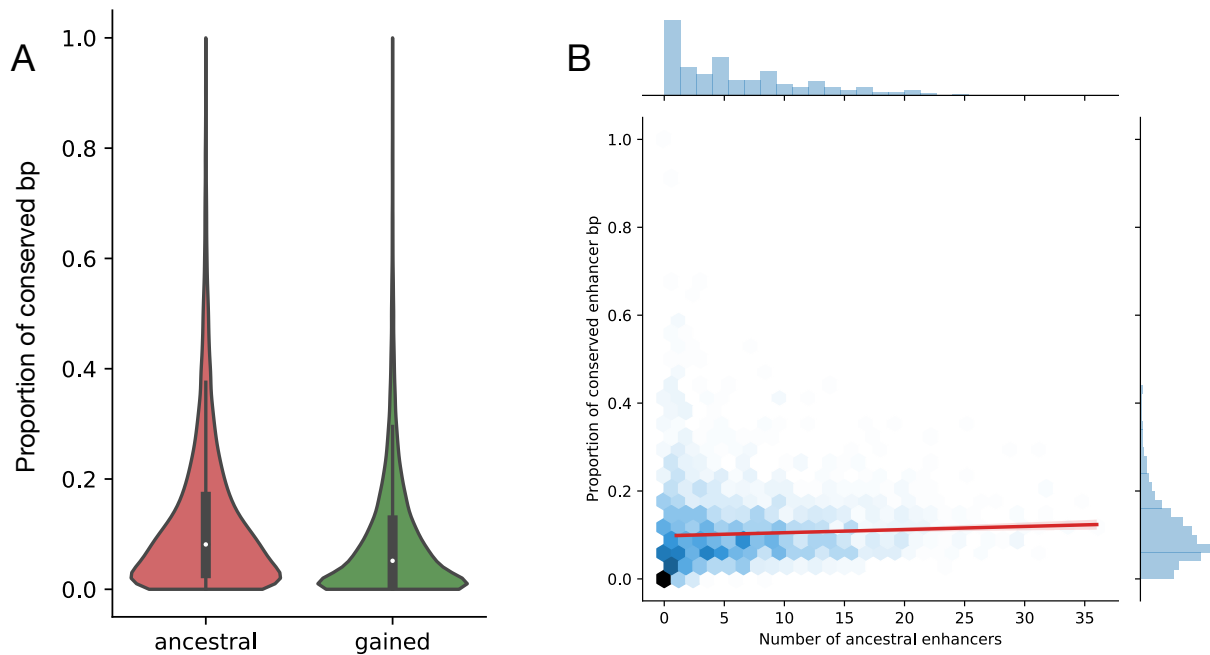 A
Proportion of conserved bp
1.0
0.8
0.6
0.4
0.2
0.0
ancestral
gained
B
Proportion of conserved enhancer bp
1.0
0.8
0.6
0.4
0.2
0.0
0
5
10
15
20
25
30
35
Number of ancestral enhancers